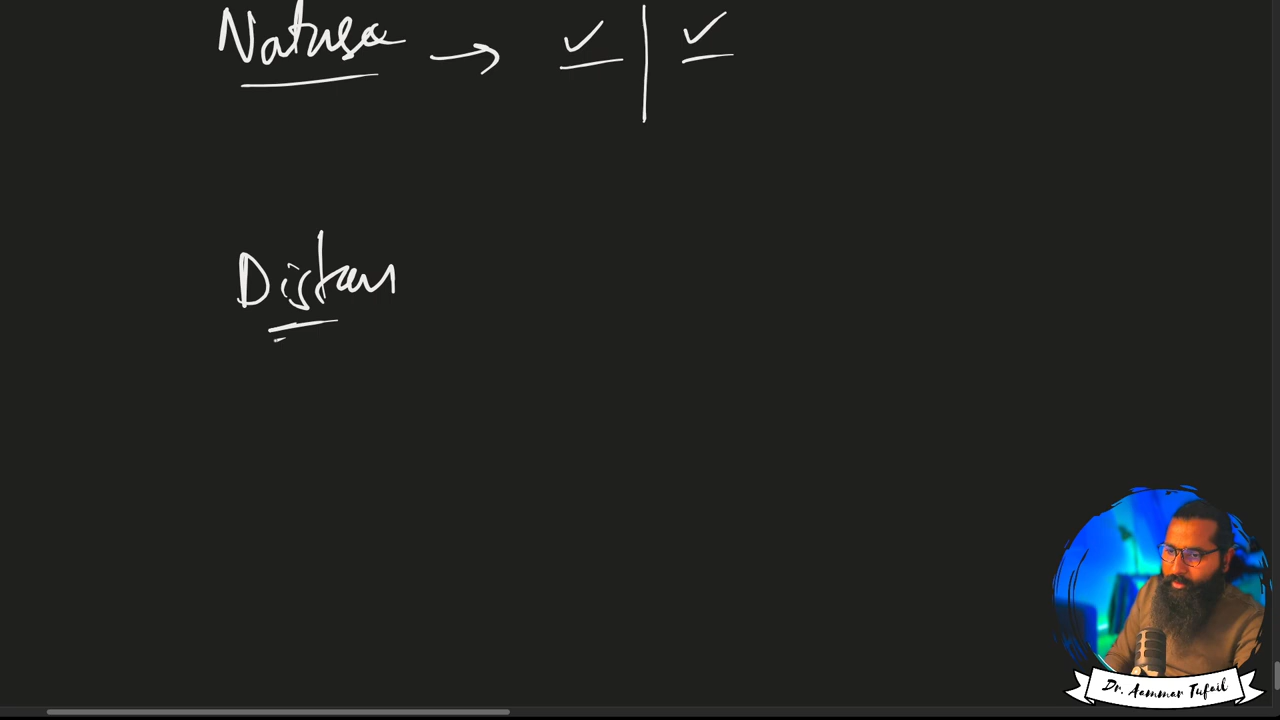 Nature → ✓ | ✓
Distan
Dr. Aammar Tufail